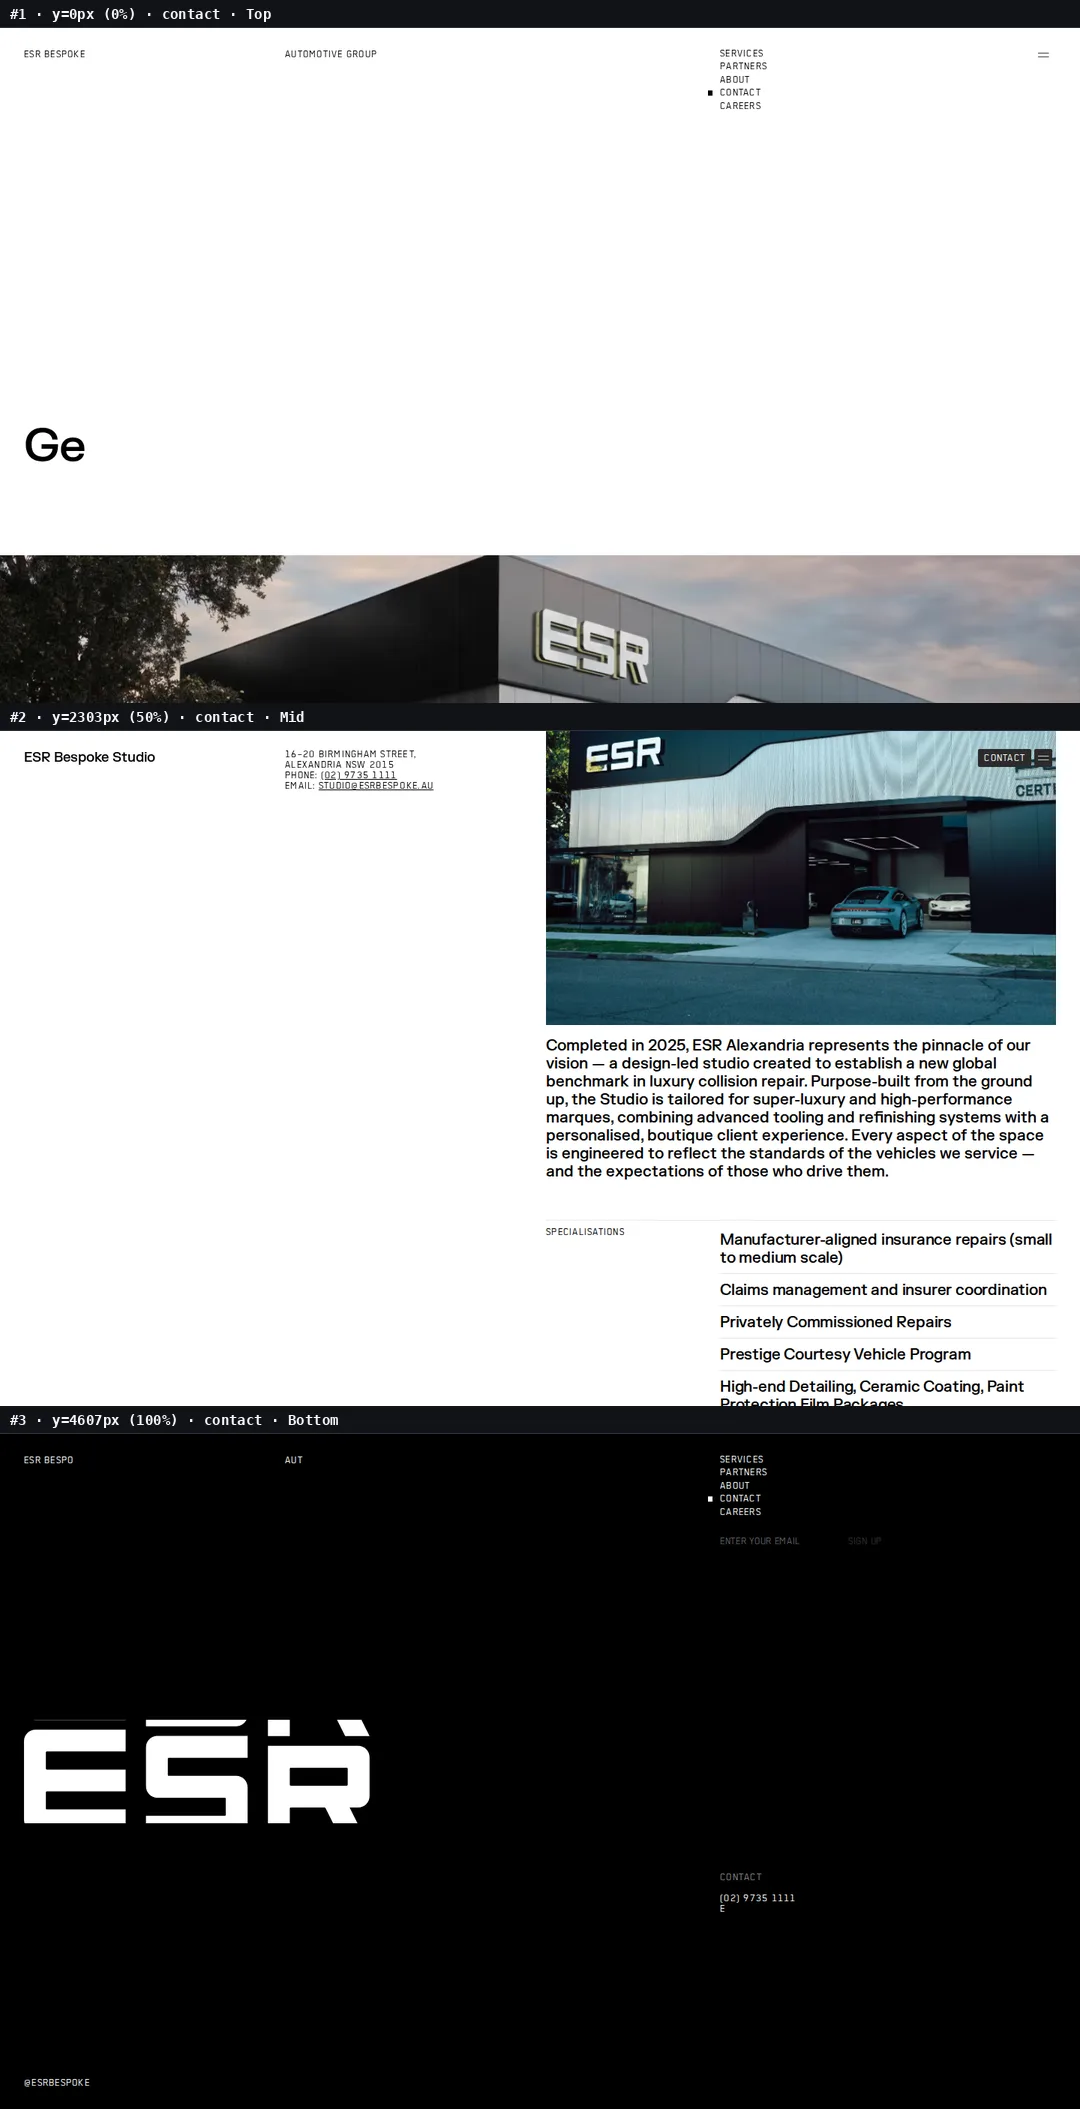 #1 · y=0px (0%) · contact · Top
ESR BESPOKE
AUTOMOTIVE GROUP
SERVICES
PARTNERS
ABOUT
CONTACT
CAREERS
Ge
ESR
#2 · y=2303px (50%) · contact · Mid
ESR Bespoke Studio
16-20 BIRMINGHAM STREET,
ALEXANDRIA NSW 2015
PHONE: (02) 9735 1111
EMAIL: STUDIO@ESRBESPOKE.AU
ESR
CONTACT
CERT
Completed in 2025, ESR Alexandria represents the pinnacle of our
vision — a design-led studio created to establish a new global
benchmark in luxury collision repair. Purpose-built from the ground
up, the Studio is tailored for super-luxury and high-performance
marques, combining advanced tooling and refinishing systems with a
personalised, boutique client experience. Every aspect of the space
is engineered to reflect the standards of the vehicles we service —
and the expectations of those who drive them.
SPECIALISATIONS
Manufacturer-aligned insurance repairs (small
to medium scale)
Claims management and insurer coordination
Privately Commissioned Repairs
Prestige Courtesy Vehicle Program
High-end Detailing, Ceramic Coating, Paint
Protection Film Packages
#3 · y=4607px (100%) · contact · Bottom
ESR BESPO
AUT
SERVICES
PARTNERS
ABOUT
CONTACT
CAREERS
ENTER YOUR EMAIL
SIGN UP
ESR
CONTACT
(02) 9735 1111
E
@ESRBESPOKE